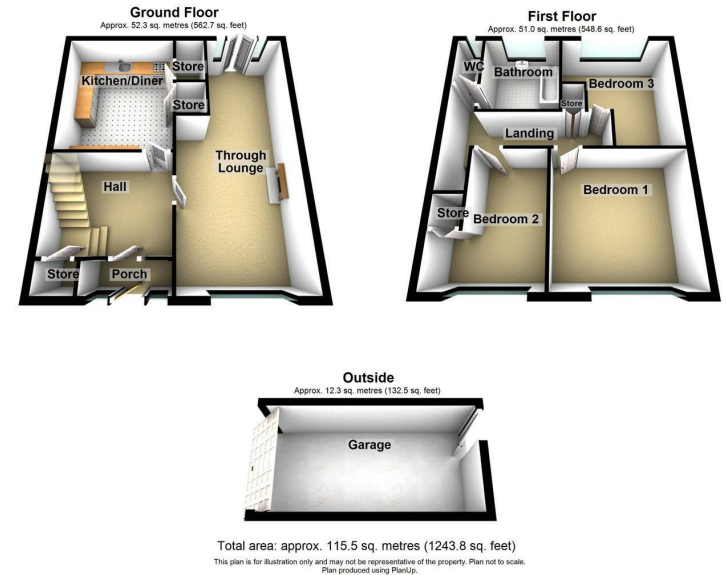 Ground Floor
Approx. 52.3 sq. metres (562.7 sq. feet)
Kitchen/Diner
Store
Store
Through
Lounge
Hall
Store
Porch
First Floor
Approx. 51.0 sq. metres (548.6 sq. feet)
WC
Bathroom
Bedroom 3
Store
Landing
Bedroom 1
Store
Bedroom 2
Outside
Approx. 12.3 sq. metres (132.5 sq. feet)
Garage
Total area: approx. 115.5 sq. metres (1243.8 sq. feet)
This plan is for illustration only and may not be representative of the property. Plan not to scale.
Plan produced using PlanUp.